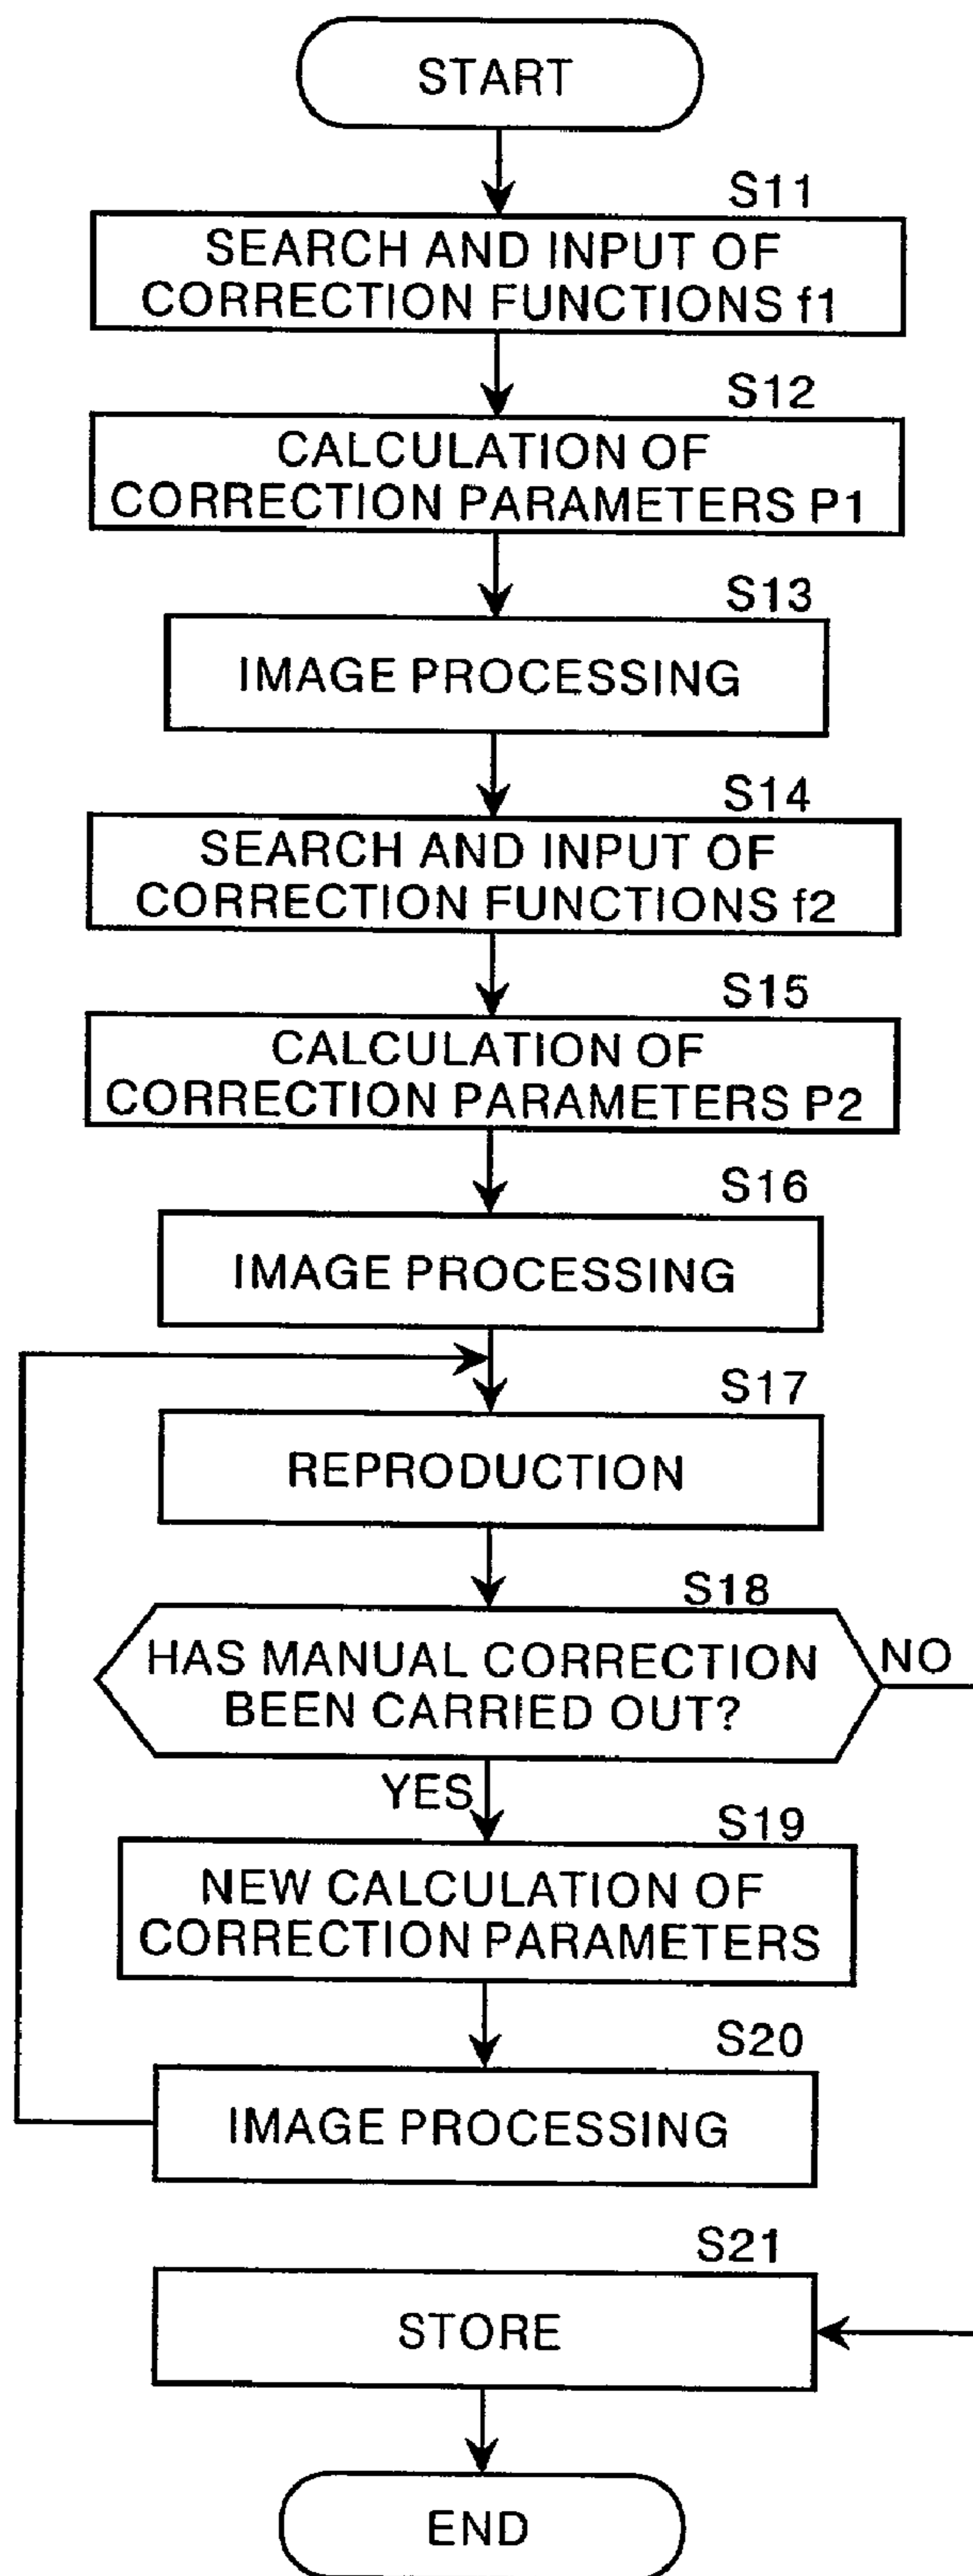 START
S11
SEARCH AND INPUT OF
CORRECTION FUNCTIONS f1
S12
CALCULATION OF
CORRECTION PARAMETERS P1
S13
IMAGE PROCESSING
S14
SEARCH AND INPUT OF
CORRECTION FUNCTIONS f2
S15
CALCULATION OF
CORRECTION PARAMETERS P2
S16
IMAGE PROCESSING
S17
REPRODUCTION
S18
HAS MANUAL CORRECTION
BEEN CARRIED OUT?
NO
YES
S19
NEW CALCULATION OF
CORRECTION PARAMETERS
S20
IMAGE PROCESSING
S21
STORE
END